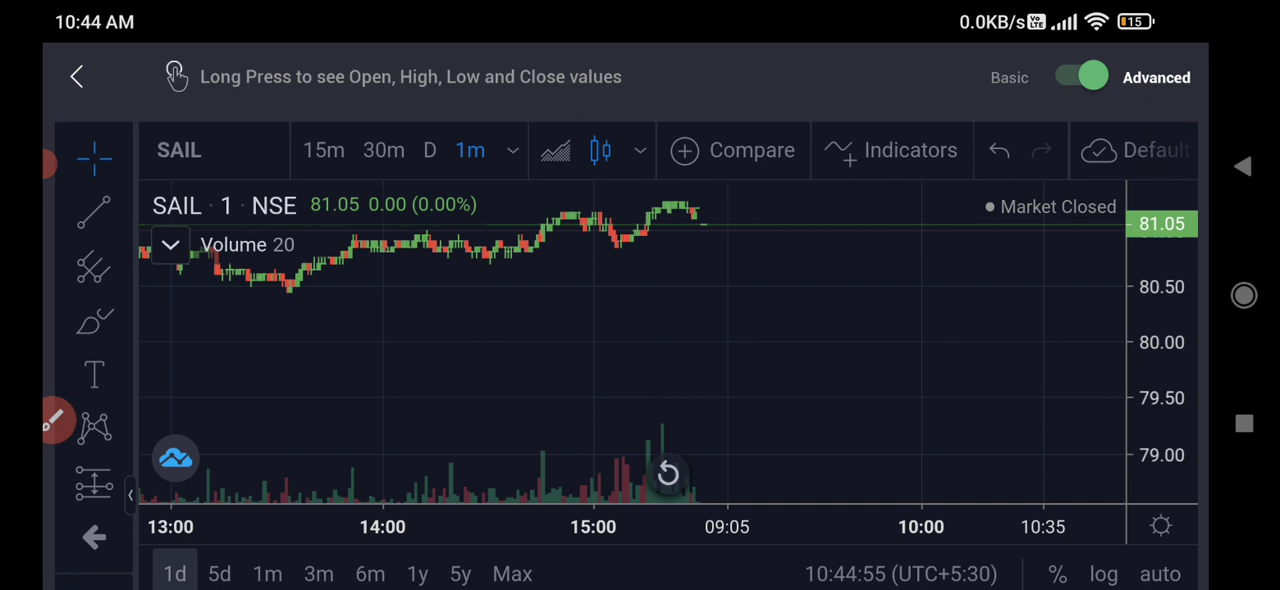 10:44 AM 0.0KB/s Vo LTE 15
Long Press to see Open, High, Low and Close values Basic Advanced
SAIL 15m 30m D 1m Compare Indicators Default
SAIL · 1 · NSE 81.05 0.00 (0.00%) Market Closed
81.05
Volume 20
80.50
80.00
79.50
T
79.00
13:00 14:00 15:00 09:05 10:00 10:35
1d 5d 1m 3m 6m 1y 5y Max 10:44:55 (UTC+5:30) % log auto